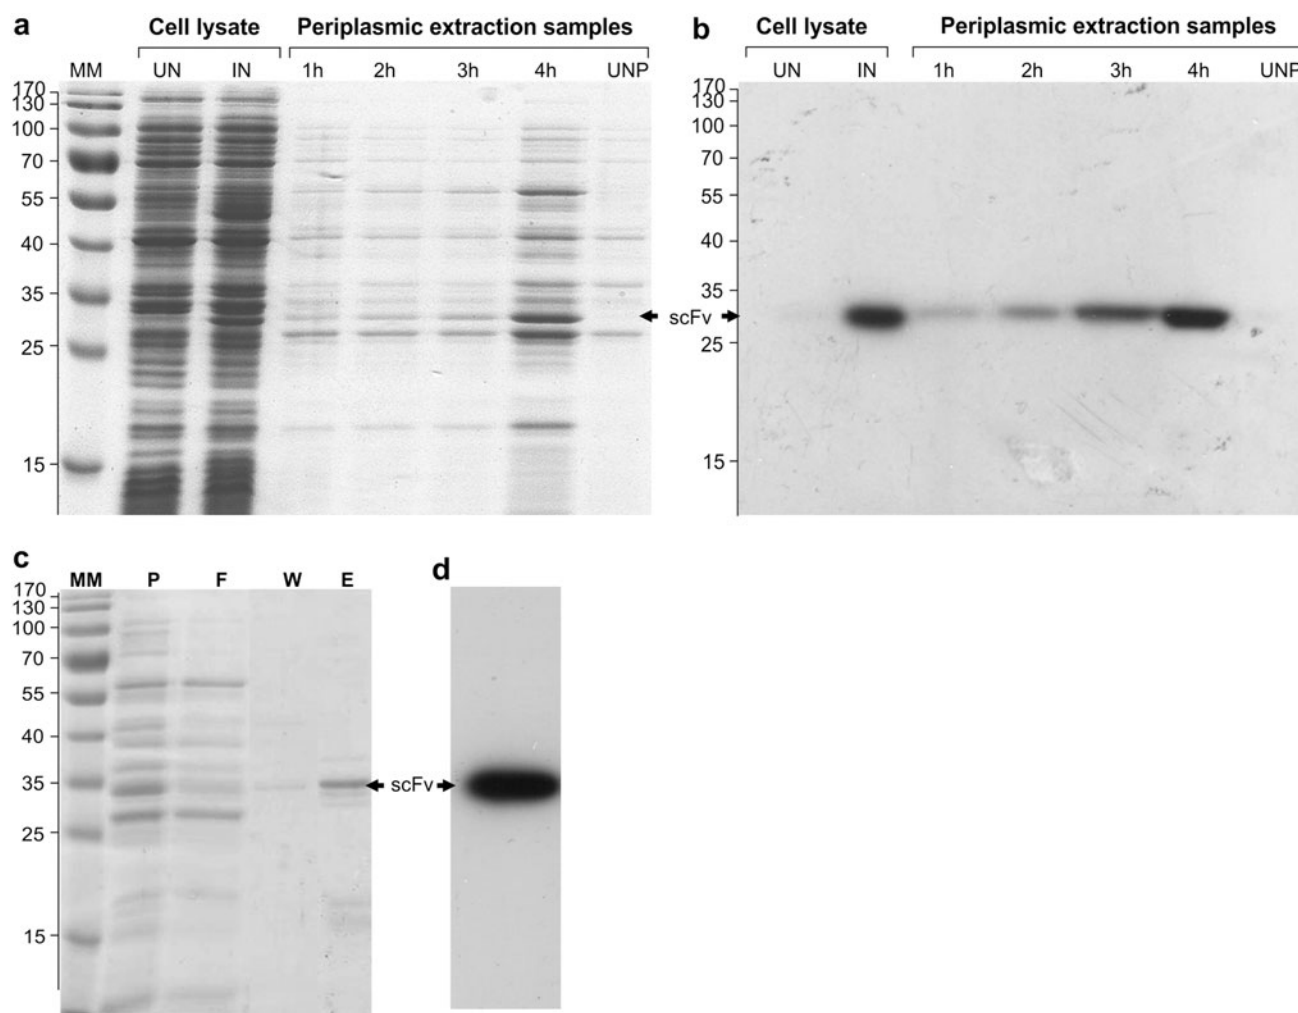 a
Cell lysate
Periplasmic extraction samples
MM
UN
IN
1h
2h
3h
4h
UNP
170
130
100
70
55
40
35
25
15
scFv
b
Cell lysate
Periplasmic extraction samples
UN
IN
1h
2h
3h
4h
UNP
170
130
100
70
55
40
35
25
15
c
MM
P
F
W
E
170
130
100
70
55
40
35
25
15
scFv
d